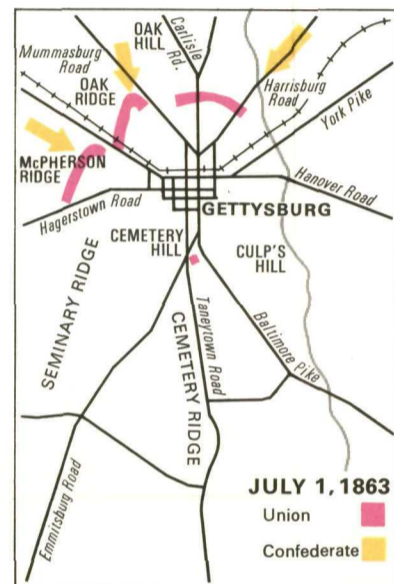 OAK
HILL
Carlisle
Rd.
Mummasburg
Road
OAK
RIDGE
Harrisburg
Road
York Pike
McPHERSON
RIDGE
Hanover Road
Hagerstown Road
GETTYSBURG
CEMETERY
HILL
CULP'S
HILL
SEMINARY RIDGE
CEMETERY RIDGE
Taneytown Road
Baltimore Pike
Emmitsburg Road
JULY 1, 1863
Union
Confederate